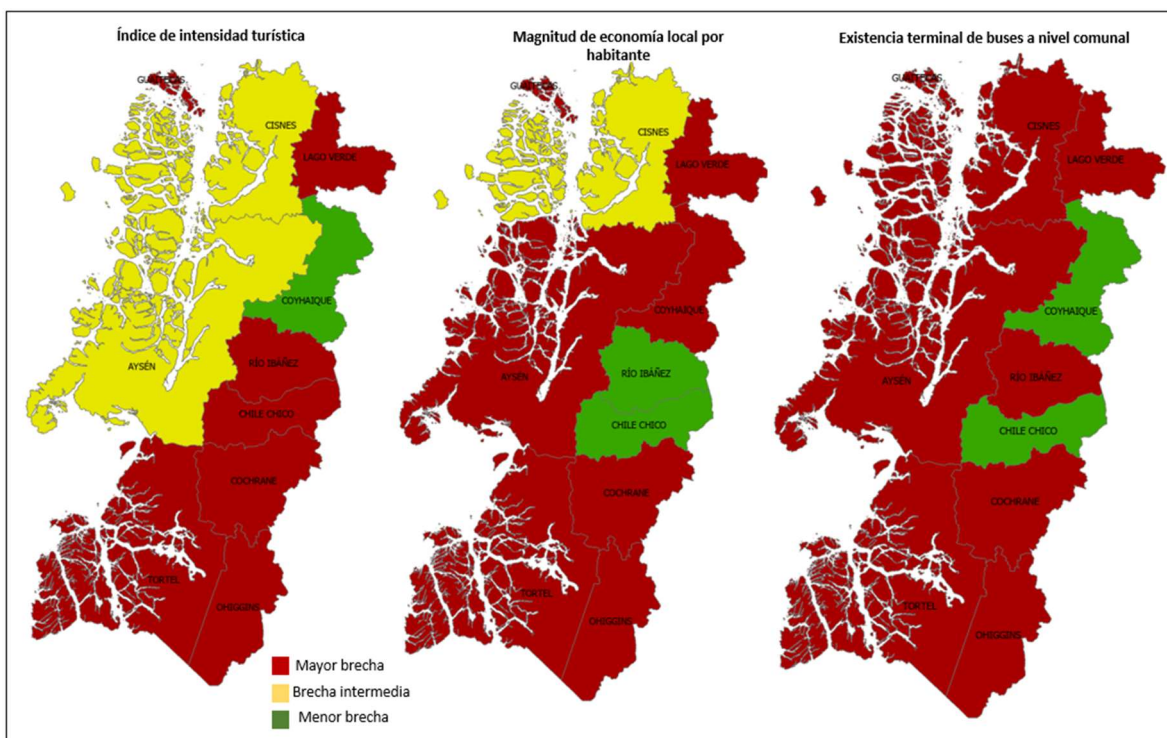 Índice de intensidad turística
Magnitud de economía local por
habitante
Existencia terminal de buses a nivel comunal
GUAITECAS
CISNES
LAGO VERDE
COYHAIQUE
AYSÉN
RÍO IBÁÑEZ
CHILE CHICO
COCHRANE
TORTEL
OHIGGINS
GUAITECAS
CISNES
LAGO VERDE
COYHAIQUE
RÍO IBÁÑEZ
AYSÉN
CHILE CHICO
COCHRANE
TORTEL
OHIGGINS
GUAITECAS
CISNES
LAGO VERDE
COYHAIQUE
AYSÉN
RÍO IBÁÑEZ
CHILE CHICO
COCHRANE
TORTEL
OHIGGINS
Mayor brecha
Brecha intermedia
Menor brecha